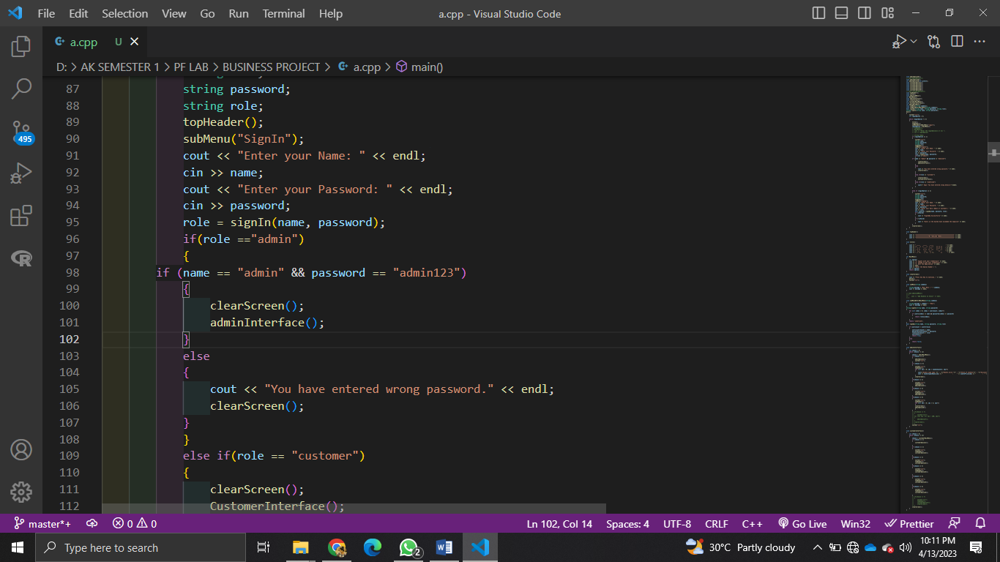 File Edit Selection View Go Run Terminal Help a.cpp - Visual Studio Code
a.cpp U
D: > AK SEMESTER 1 > PF LAB > BUSINESS PROJECT > a.cpp > main()
87 string password;
88 string role;
89 topHeader();
90 subMenu("SignIn");
91 cout << "Enter your Name: " << endl;
92 cin >> name;
93 cout << "Enter your Password: " << endl;
94 cin >> password;
95 role = signIn(name, password);
96 if(role =="admin")
97 {
98 if (name == "admin" && password == "admin123")
99 {
100 clearScreen();
101 adminInterface();
102 }
103 else
104 {
105 cout << "You have entered wrong password." << endl;
106 clearScreen();
107 }
108 }
109 else if(role == "customer")
110 {
111 clearScreen();
112 CustomerInterface();
495
master*+ 0 0 Ln 102, Col 14 Spaces: 4 UTF-8 CRLF C++ Go Live Win32 Prettier
Type here to search 2 30°C Partly cloudy 10:11 PM
4/13/2023